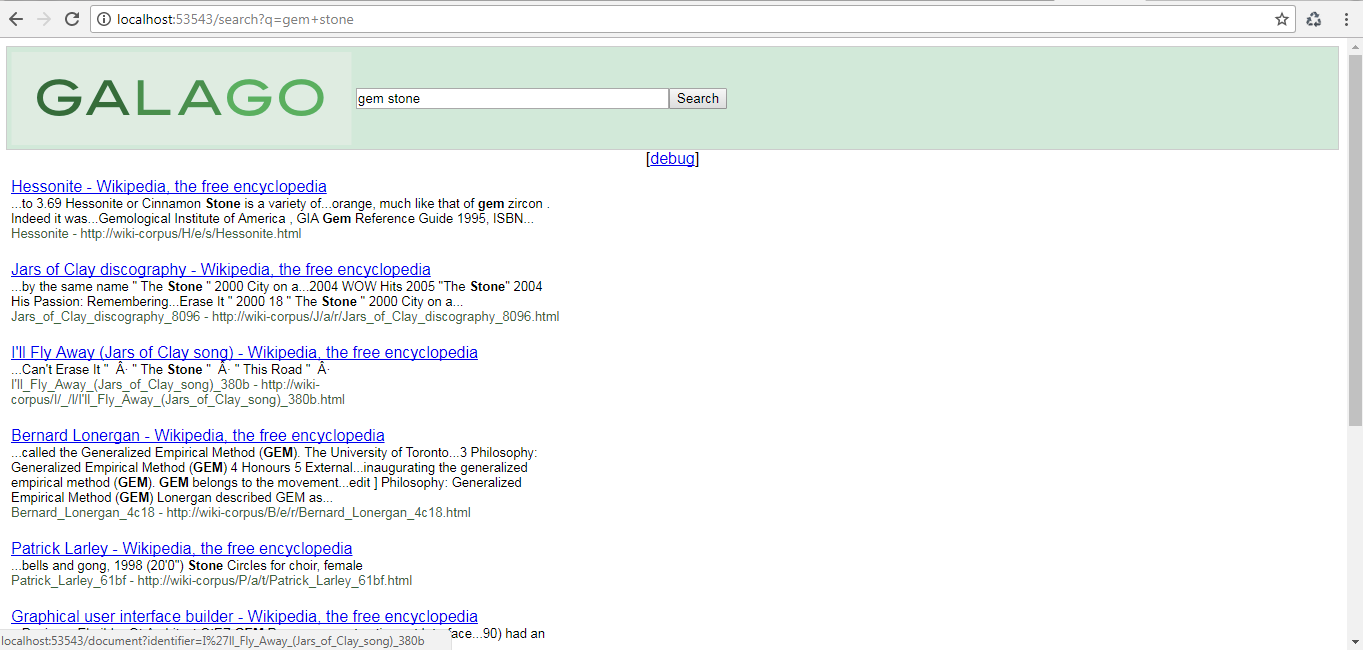 localhost:53543/search?q=gem+stone
GALAGO
gem stone
Search
[debug]
Hessonite - Wikipedia, the free encyclopedia
...to 3.69 Hessonite or Cinnamon Stone is a variety of...orange, much like that of gem zircon .
Indeed it was...Gemological Institute of America , GIA Gem Reference Guide 1995, ISBN...
Hessonite - http://wiki-corpus/H/e/s/Hessonite.html
Jars of Clay discography - Wikipedia, the free encyclopedia
...by the same name " The Stone " 2000 City on a...2004 WOW Hits 2005 "The Stone" 2004
His Passion: Remembering...Erase It " 2000 18 " The Stone " 2000 City on a...
Jars_of_Clay_discography_8096 - http://wiki-corpus/J/a/r/Jars_of_Clay_discography_8096.html
I'll Fly Away (Jars of Clay song) - Wikipedia, the free encyclopedia
...Can't Erase It "  Â· " The Stone "  Â· " This Road "  Â·
I'll_Fly_Away_(Jars_of_Clay_song)_380b - http://wiki-
corpus/I/_/l/I'll_Fly_Away_(Jars_of_Clay_song)_380b.html
Bernard Lonergan - Wikipedia, the free encyclopedia
...called the Generalized Empirical Method (GEM). The University of Toronto...3 Philosophy:
Generalized Empirical Method (GEM) 4 Honours 5 External...inaugurating the generalized
empirical method (GEM). GEM belongs to the movement...edit ] Philosophy: Generalized
Empirical Method (GEM) Lonergan described GEM as...
Bernard_Lonergan_4c18 - http://wiki-corpus/B/e/r/Bernard_Lonergan_4c18.html
Patrick Larley - Wikipedia, the free encyclopedia
...bells and gong, 1998 (20'0") Stone Circles for choir, female
Patrick_Larley_61bf - http://wiki-corpus/P/a/t/Patrick_Larley_61bf.html
Graphical user interface builder - Wikipedia, the free encyclopedia
face...90) had an
localhost:53543/document?identifier=I%27ll_Fly_Away_(Jars_of_Clay_song)_380b